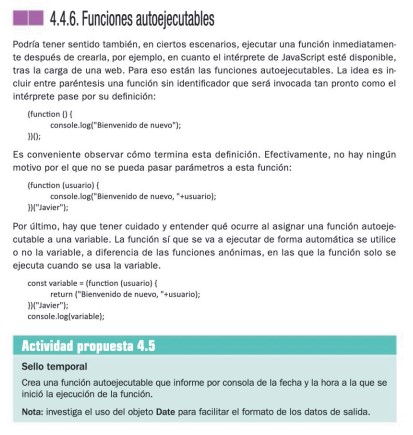 4.4.6. Funciones autoejecutables
Podría tener sentido también, en ciertos escenarios, ejecutar una función inmediatamen-
te después de crearla, por ejemplo, en cuanto el intérprete de JavaScript esté disponible,
tras la carga de una web. Para eso están las funciones autoejecutables. La idea es in-
cluir entre paréntesis una función sin identificador que será invocada tan pronto como el
intérprete pase por su definición:
(function () {
console.log("Bienvenido de nuevo");
})();
Es conveniente observar cómo termina esta definición. Efectivamente, no hay ningún
motivo por el que no se pueda pasar parámetros a esta función:
(function (usuario) {
console.log("Bienvenido de nuevo, "+usuario);
})("Javier");
Por último, hay que tener cuidado y entender qué ocurre al asignar una función autoeje-
cutable a una variable. La función sí que se va a ejecutar de forma automática se utilice
o no la variable, a diferencia de las funciones anónimas, en las que la función solo se
ejecuta cuando se usa la variable.
const variable = (function (usuario) {
return ("Bienvenido de nuevo, "+usuario);
})("Javier");
console.log(variable);
Actividad propuesta 4.5
Sello temporal
Crea una función autoejecutable que informe por consola de la fecha y la hora a la que se
inició la ejecución de la función.
Nota: investiga el uso del objeto Date para facilitar el formato de los datos de salida.